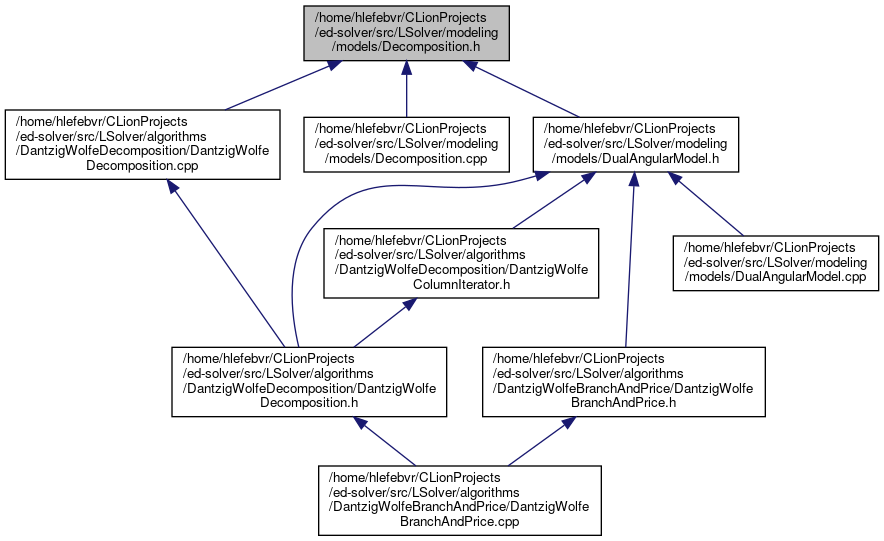 /home/hlefebvr/CLionProjects
/ed-solver/src/LSolver/modeling
/models/Decomposition.h
/home/hlefebvr/CLionProjects
/ed-solver/src/LSolver/algorithms
/DantzigWolfeDecomposition/DantzigWolfe
Decomposition.cpp
/home/hlefebvr/CLionProjects
/ed-solver/src/LSolver/modeling
/models/Decomposition.cpp
/home/hlefebvr/CLionProjects
/ed-solver/src/LSolver/modeling
/models/DualAngularModel.h
/home/hlefebvr/CLionProjects
/ed-solver/src/LSolver/algorithms
/DantzigWolfeDecomposition/DantzigWolfe
ColumnIterator.h
/home/hlefebvr/CLionProjects
/ed-solver/src/LSolver/modeling
/models/DualAngularModel.cpp
/home/hlefebvr/CLionProjects
/ed-solver/src/LSolver/algorithms
/DantzigWolfeDecomposition/DantzigWolfe
Decomposition.h
/home/hlefebvr/CLionProjects
/ed-solver/src/LSolver/algorithms
/DantzigWolfeBranchAndPrice/DantzigWolfe
BranchAndPrice.h
/home/hlefebvr/CLionProjects
/ed-solver/src/LSolver/algorithms
/DantzigWolfeBranchAndPrice/DantzigWolfe
BranchAndPrice.cpp